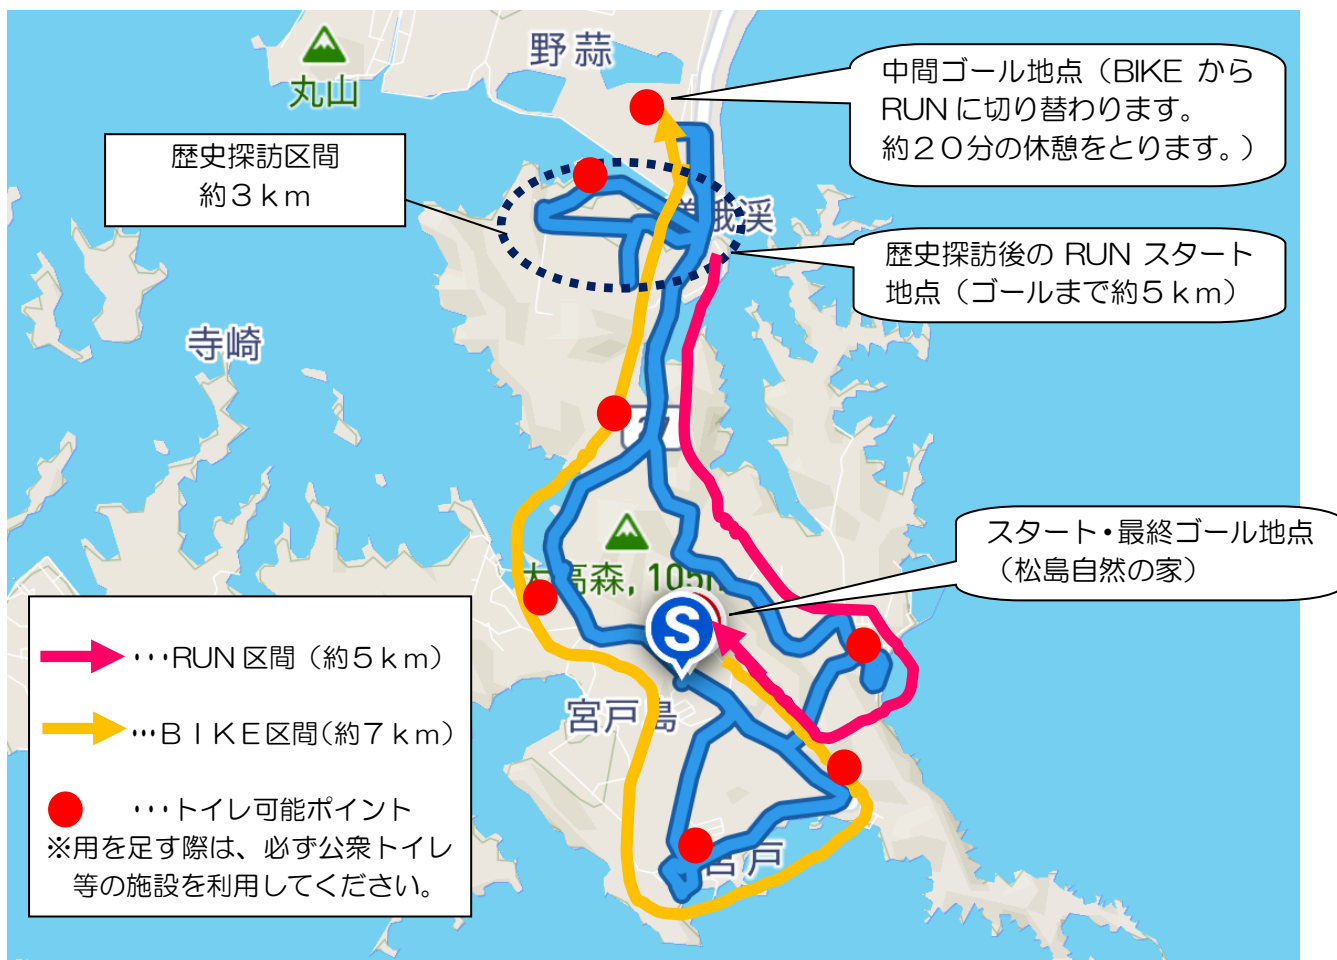 野蒜
丸山
中間ゴール地点（BIKE から
RUN に切り替わります。
約２０分の休憩をとります。）
歴史探訪区間
約３ｋｍ
渓
歴史探訪後の RUN スタート
地点（ゴールまで約５ｋｍ）
寺崎
スタート・最終ゴール地点
（松島自然の家）
大高森, 105m
S
宮戸島
宮戸
･･･RUN 区間（約５ｋｍ）
･･･ＢＩＫＥ区間（約７ｋｍ）
･･･トイレ可能ポイント
※用を足す際は、必ず公衆トイレ
等の施設を利用してください。